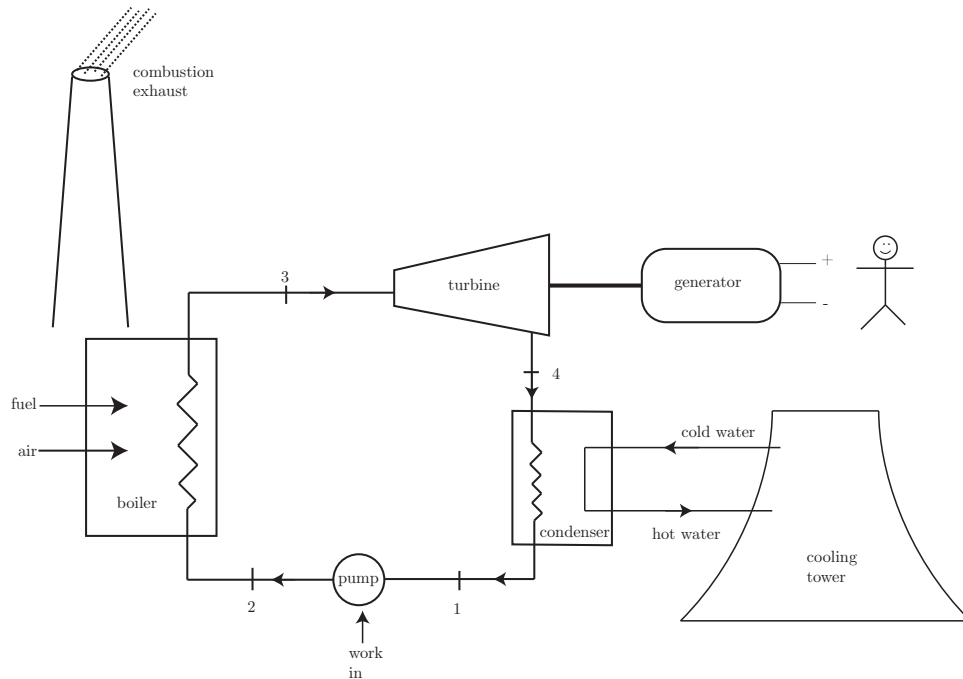 combustion
exhaust
3
turbine
generator
+
-
4
fuel
air
boiler
cold water
condenser
hot water
cooling
tower
pump
2
1
work
in